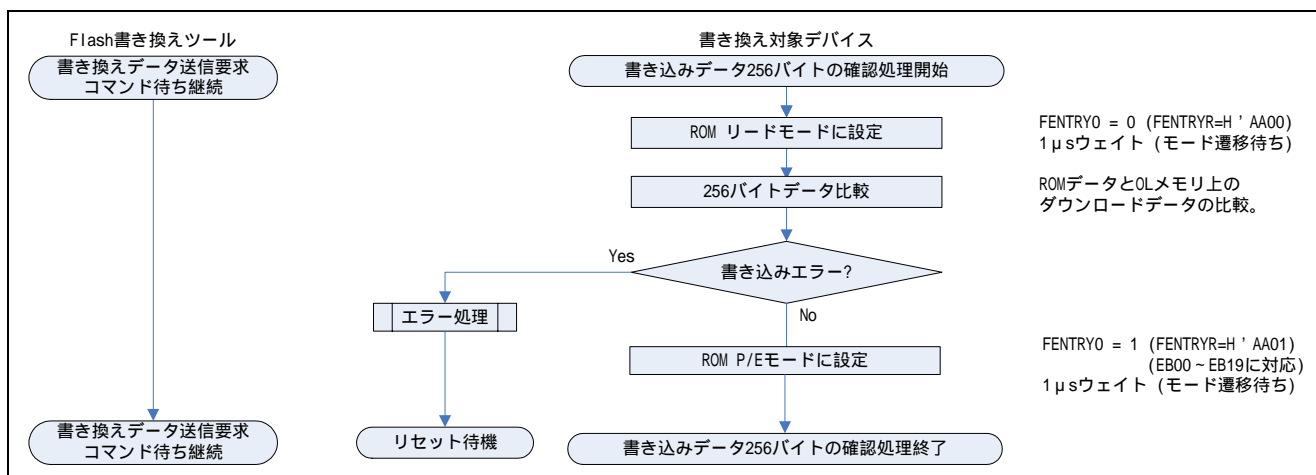 Flash書き換えツール
書き換え対象デバイス
書き換えデータ送信要求
コマンド待ち継続
書き込みデータ256バイトの確認処理開始
ROM リードモードに設定
FENTRY0 = 0 (FENTRYR=H'AA00)
1μsウェイト (モード遷移待ち)
256バイトデータ比較
ROMデータとOLメモリ上の
ダウンロードデータの比較。
Yes
書き込みエラー?
エラー処理
No
ROM P/Eモードに設定
FENTRY0 = 1 (FENTRYR=H'AA01)
(EB00~EB19に対応)
1μsウェイト (モード遷移待ち)
書き換えデータ送信要求
コマンド待ち継続
リセット待機
書き込みデータ256バイトの確認処理終了